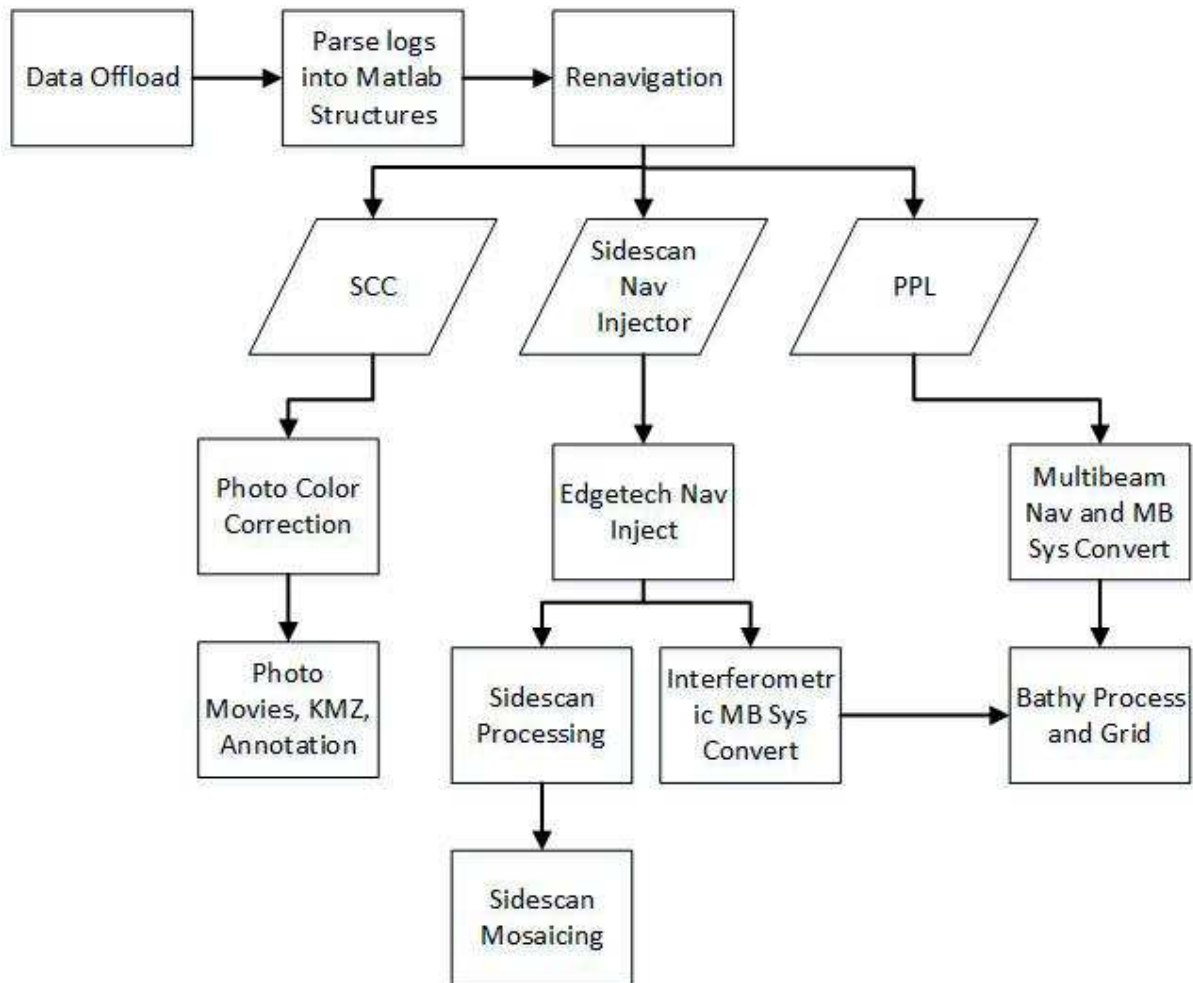 Data Offload
Parse logs
into Matlab
Structures
Renavigation
SCC
Sidescan
Nav
Injector
PPL
Photo Color
Correction
Edgetech Nav
Inject
Multibeam
Nav and MB
Sys Convert
Photo
Movies, KMZ,
Annotation
Sidescan
Processing
Interferometr
ic MB Sys
Convert
Bathy Process
and Grid
Sidescan
Mosaicing